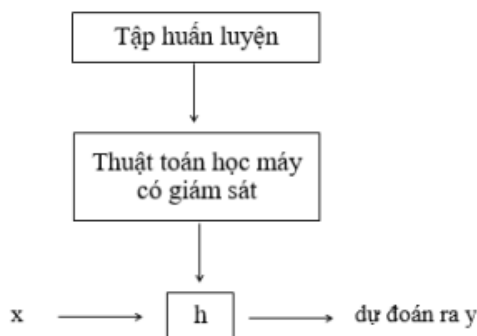 Tập huấn luyện
Thuật toán học máy
có giám sát
x
h
dự đoán ra y